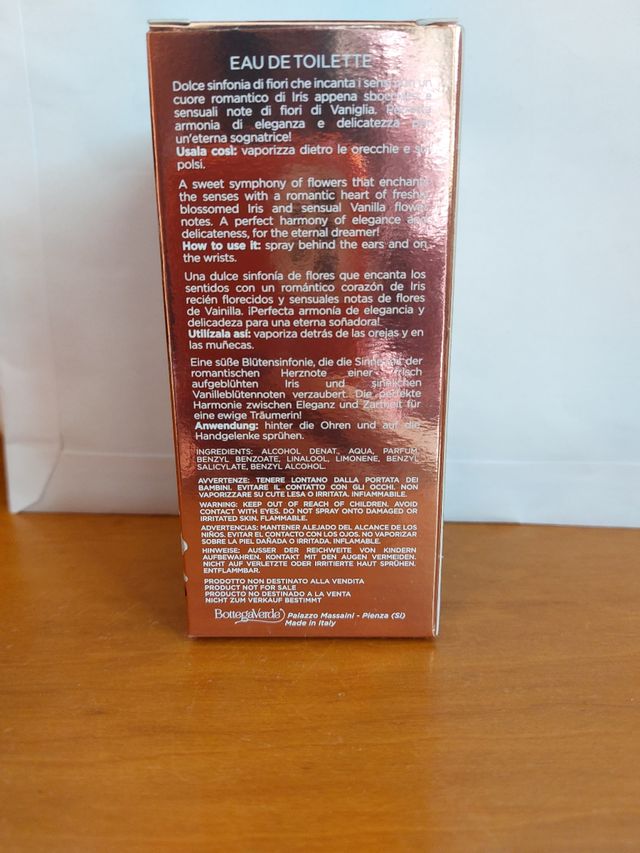 EAU DE TOILETTE
Dolce sinfonia di fiori che incanta i sensi con un
cuore romantico di Iris appena sbocciato e
sensuali note di fiori di Vaniglia.
armonia di eleganza e delicatezza per
un'eterna sognatrice!
Usala così: vaporizza dietro le orecchie e sui
polsi.
A sweet symphony of flowers that enchants
the senses with a romantic heart of freshly
blossomed Iris and sensual Vanilla flower
notes. A perfect harmony of elegance and
delicateness, for the eternal dreamer!
How to use it: spray behind the ears and on
the wrists.
Una dulce sinfonía de flores que encanta los
sentidos con un romántico corazón de Iris
recién florecidos y sensuales notas de flores
de Vainilla. ¡Perfecta armonía de elegancia y
delicadeza para una eterna soñadora!
Utilízala así: vaporiza detrás de las orejas y en
las muñecas.
Eine süße Blütensinfonie, die die Sinne mit der
romantischen Herznote einer frisch
aufgeblühten Iris und sinnlichen
Vanilleblütennoten verzaubert. Die perfekte
Harmonie zwischen Eleganz und Zartheit für
eine ewige Träumerin!
Anwendung: hinter die Ohren und auf die
Handgelenke sprühen.
INGREDIENTS: ALCOHOL DENAT., AQUA, PARFUM,
BENZYL BENZOATE, LINALOOL, LIMONENE, BENZYL
SALICYLATE, BENZYL ALCOHOL.
AVVERTENZE: TENERE LONTANO DALLA PORTATA DEI
BAMBINI. EVITARE IL CONTATTO CON GLI OCCHI. NON
VAPORIZZARE SU CUTE LESA O IRRITATA. INFIAMMABILE.
WARNING: KEEP OUT OF REACH OF CHILDREN. AVOID
CONTACT WITH EYES. DO NOT SPRAY ONTO DAMAGED OR
IRRITATED SKIN. FLAMMABLE.
ADVERTENCIAS: MANTENER ALEJADO DEL ALCANCE DE LOS
NIÑOS. EVITAR EL CONTACTO CON LOS OJOS. NO VAPORIZAR
SOBRE LA PIEL DAÑADA O IRRITADA. INFLAMABLE.
HINWEISE: AUSSER DER REICHWEITE VON KINDERN
AUFBEWAHREN. KONTAKT MIT DEN AUGEN VERMEIDEN.
NICHT AUF VERLETZTE ODER IRRITIERTE HAUT SPRÜHEN.
ENTFLAMMBAR.
PRODOTTO NON DESTINATO ALLA VENDITA
PRODUCT NOT FOR SALE
PRODUCTO NO DESTINADO A LA VENTA
NICHT ZUM VERKAUF BESTIMMT
BottegaVerde Palazzo Massaini - Pienza (Si)
Made in Italy